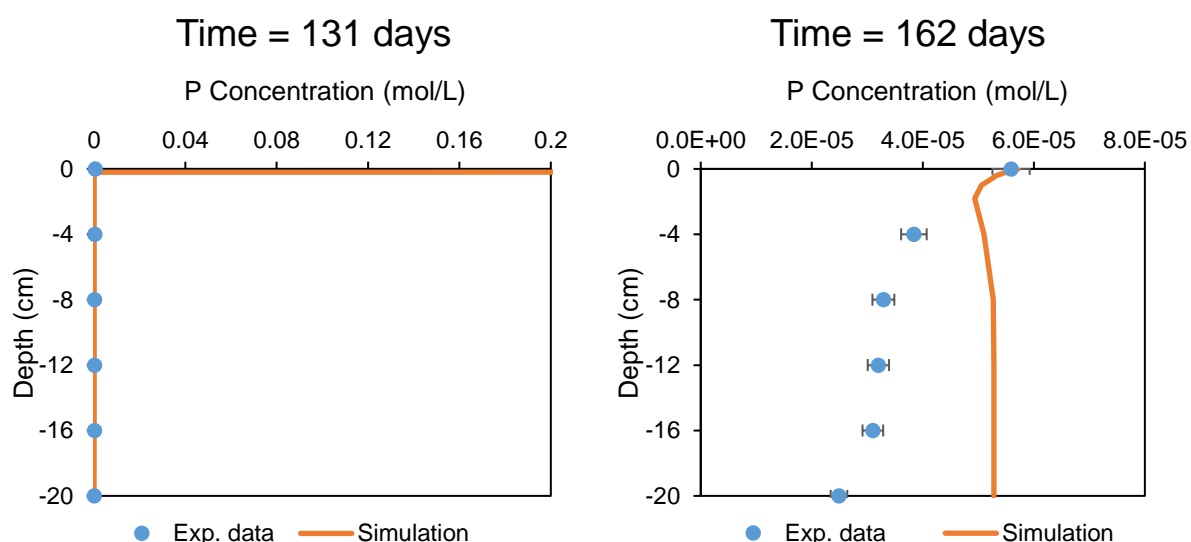 Time = 131 days
P Concentration (mol/L)
0 0.04 0.08 0.12 0.16 0.2
0
-4
-8
-12
-16
-20
Depth (cm)
Exp. data Simulation
Time = 162 days
P Concentration (mol/L)
0.0E+00 2.0E-05 4.0E-05 6.0E-05 8.0E-05
0
-4
-8
-12
-16
-20
Depth (cm)
Exp. data Simulation